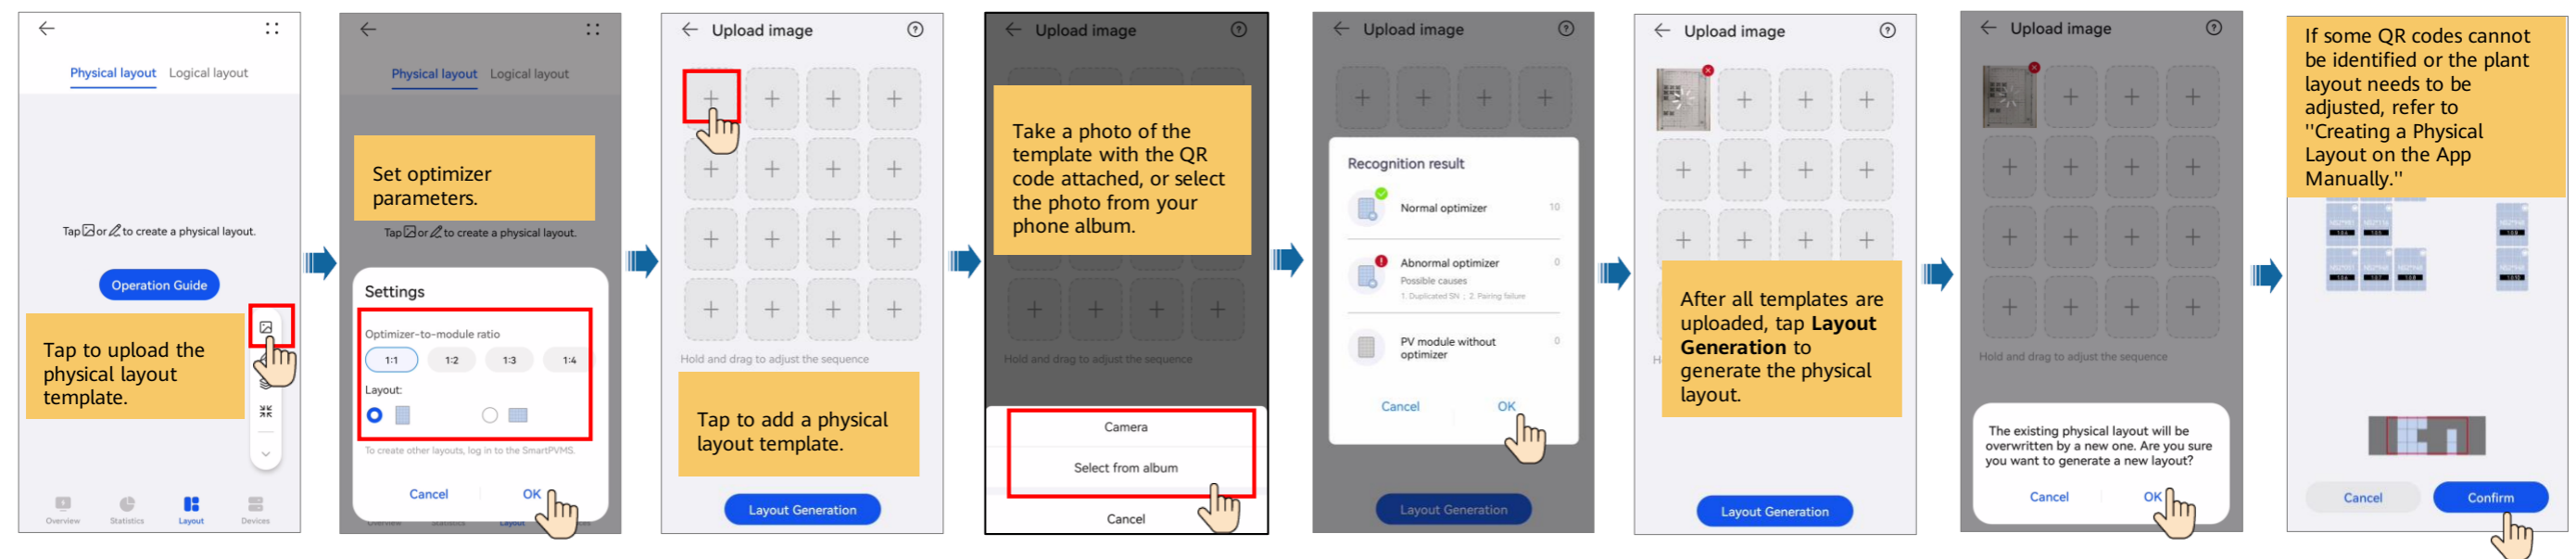 Physical layout Logical layout
Tap or to create a physical layout.
Operation Guide
Tap to upload the
physical layout
template.
Overview Statistics Layout Devices
Physical layout Logical layout
Set optimizer
parameters.
Tap or to create a physical layout.
Settings
Optimizer-to-module ratio
1:1 1:2 1:3 1:4
Layout:
To create other layouts, log in to the SmartPVMS.
Cancel OK
Overview Statistics Layout
Upload image
Hold and drag to adjust the sequence
Tap to add a physical
layout template.
Layout Generation
Upload image
Take a photo of the
template with the QR
code attached, or select
the photo from your
phone album.
Hold and drag to adjust the sequence
Camera
Select from album
Cancel
Upload image
Recognition result
Normal optimizer 10
Abnormal optimizer 0
Possible causes
1. Duplicated SN ; 2. Pairing failure
PV module without
optimizer 0
Cancel OK
Layout Generation
Upload image
After all templates are
uploaded, tap Layout
Generation to
generate the physical
layout.
Layout Generation
Upload image
Hold and drag to adjust the sequence
The existing physical layout will be
overwritten by a new one. Are you sure
you want to generate a new layout?
Cancel OK
If some QR codes cannot
be identified or the plant
layout needs to be
adjusted, refer to
''Creating a Physical
Layout on the App
Manually.''
Cancel Confirm